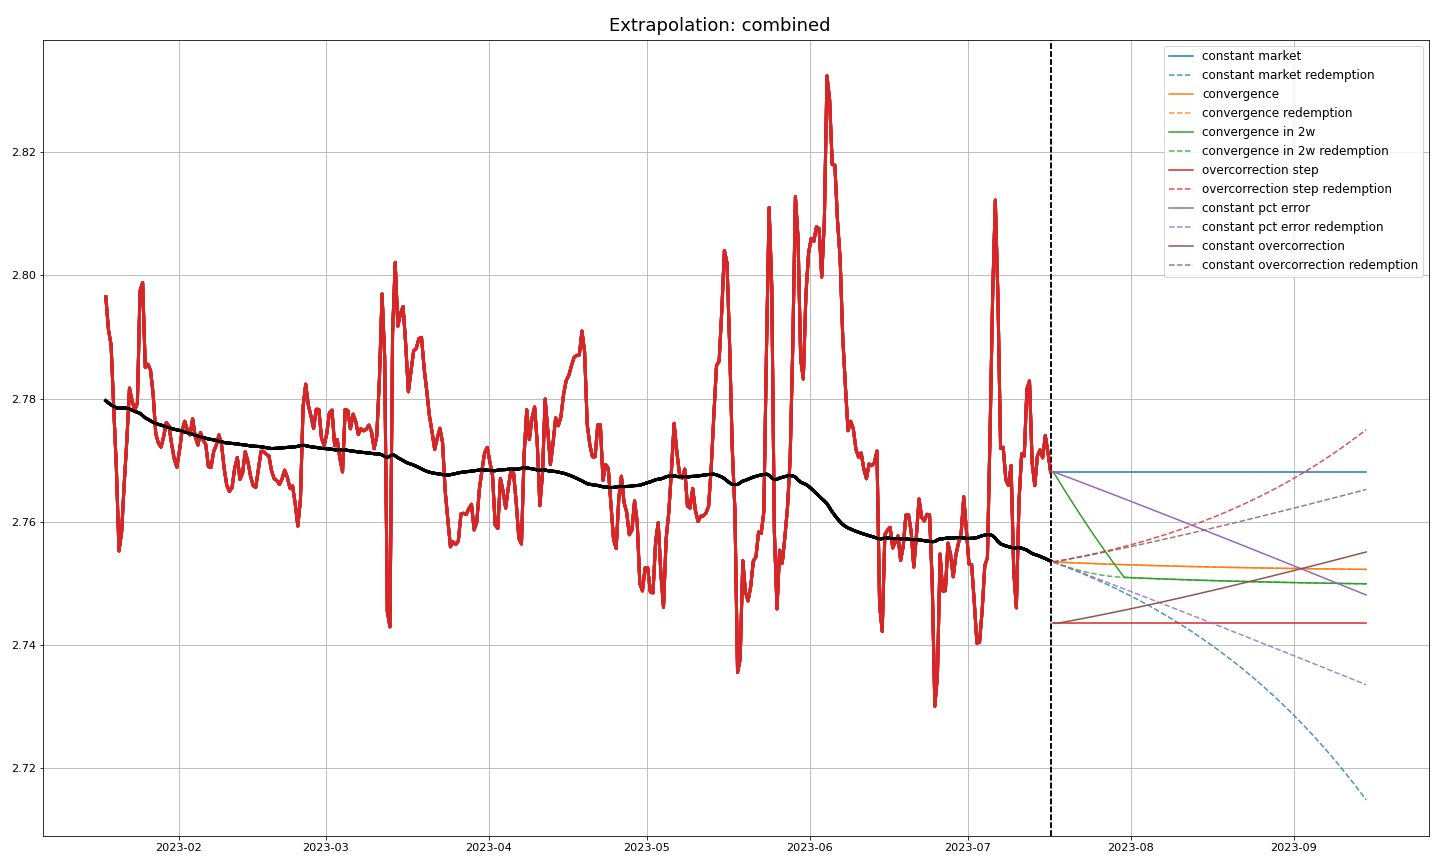 Extrapolation: combined
constant market
constant market redemption
convergence
convergence redemption
convergence in 2w
convergence in 2w redemption
overcorrection step
overcorrection step redemption
constant pct error
constant pct error redemption
constant overcorrection
constant overcorrection redemption
2.82
2.80
2.78
2.76
2.74
2.72
2023-02 2023-03 2023-04 2023-05 2023-06 2023-07 2023-08 2023-09